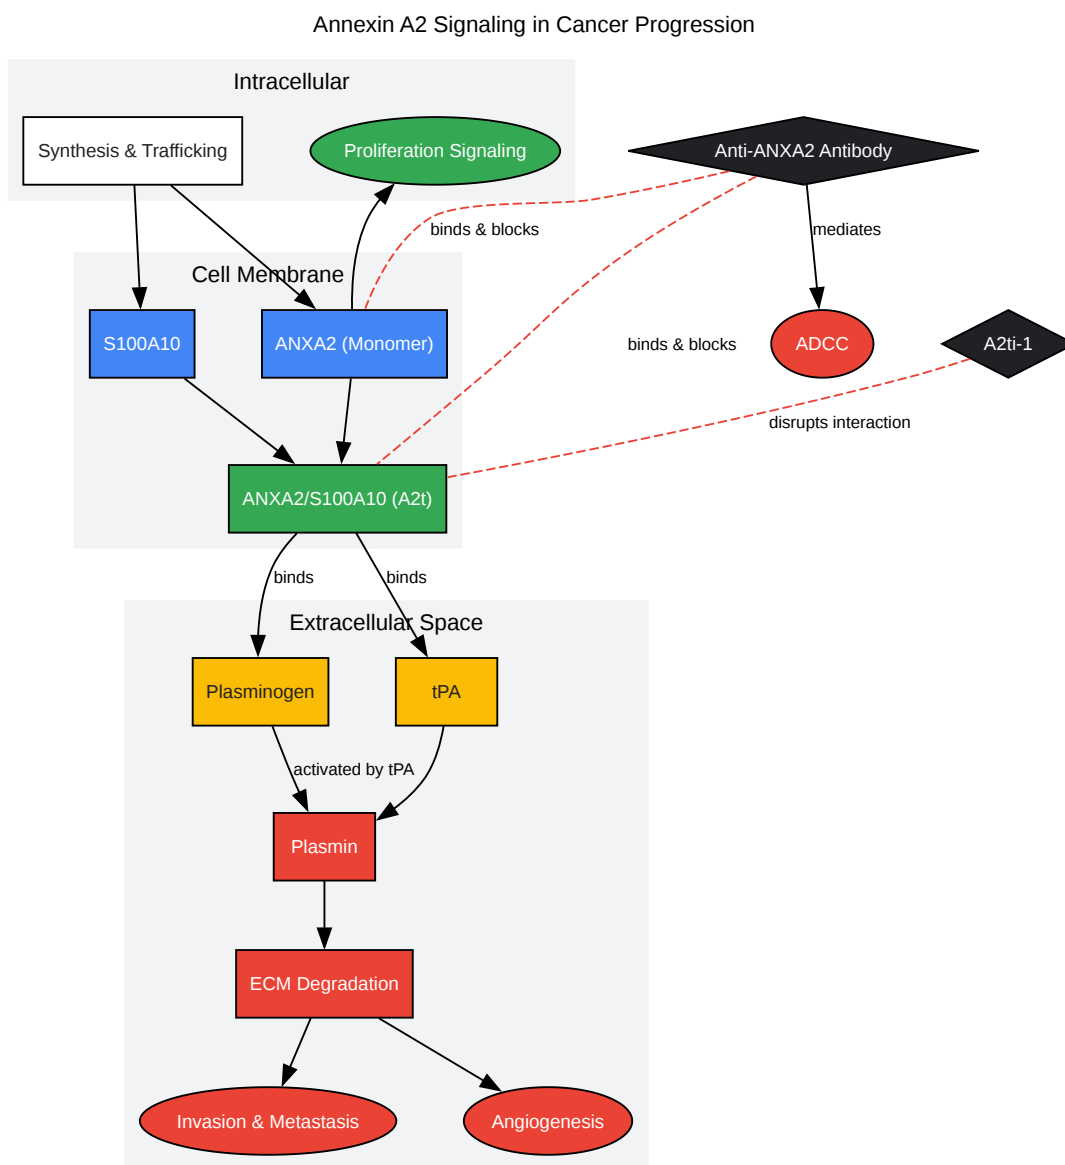 Annexin A2 Signaling in Cancer Progression
Intracellular
Synthesis & Trafficking
Proliferation Signaling
Anti-ANXA2 Antibody
binds & blocks
mediates
Cell Membrane
S100A10
ANXA2 (Monomer)
binds & blocks
ADCC
A2ti-1
disrupts interaction
ANXA2/S100A10 (A2t)
binds
binds
Extracellular Space
Plasminogen
tPA
activated by tPA
Plasmin
ECM Degradation
Invasion & Metastasis
Angiogenesis